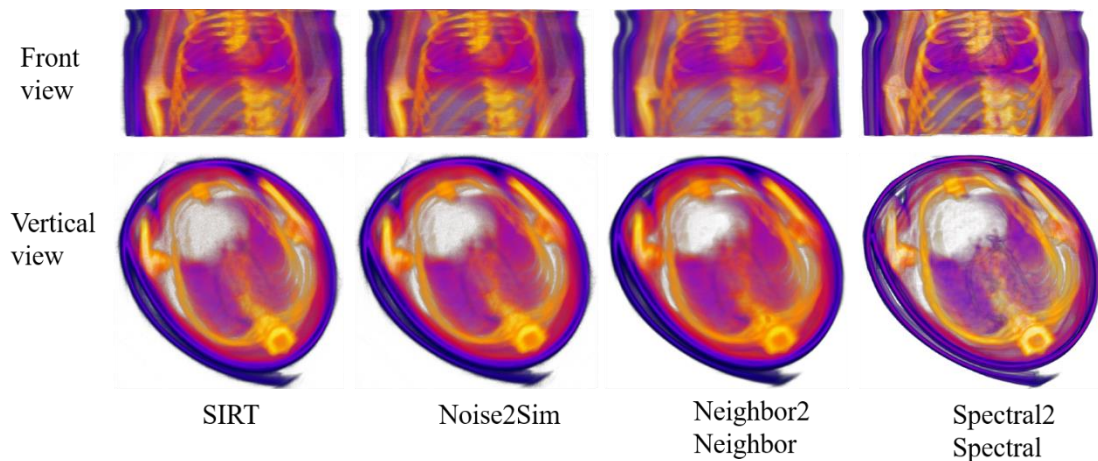 Front
view
Vertical
view
SIRT
Noise2Sim
Neighbor2
Neighbor
Spectral2
Spectral